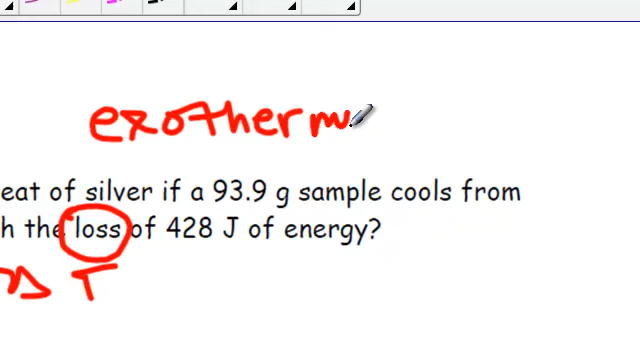 exotherm
eat of silver if a 93.9 g sample cools from
h the loss of 428 J of energy?
T